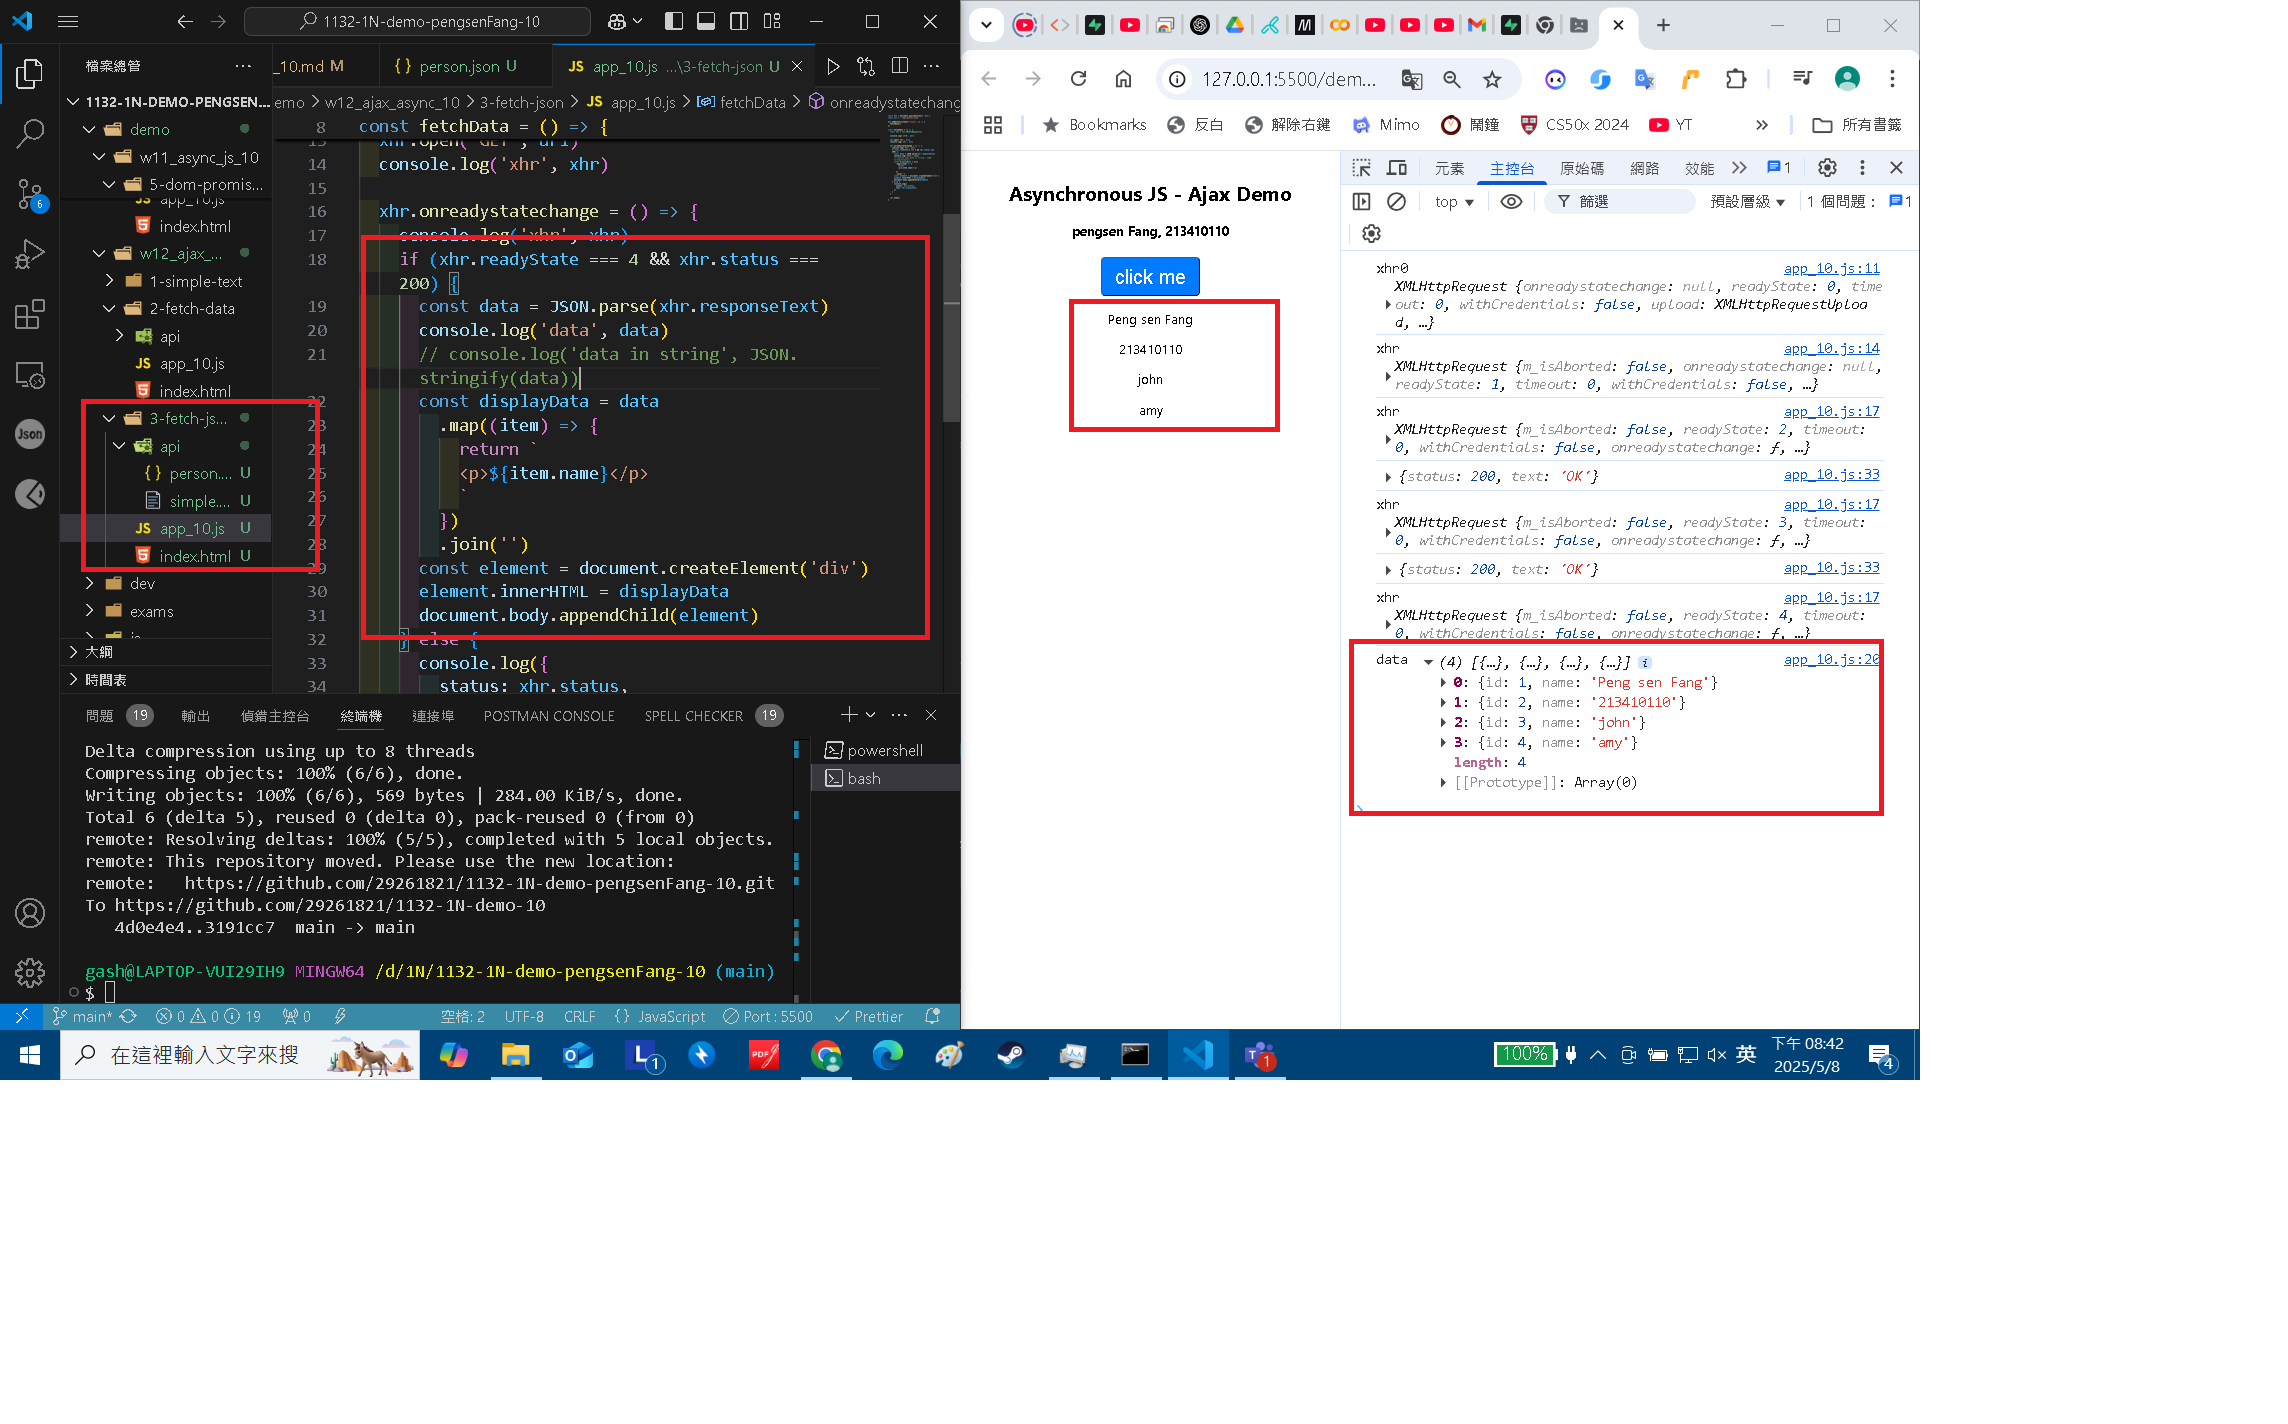 1132-1N-demo-pengsenFang-10
檔案總管
1132-1N-DEMO-PENGSEN...
demo
w11_async_js_10
5-dom-promis...
app_10.js
index.html
w12_ajax_...
1-simple-text
2-fetch-data
api
app_10.js
index.html
3-fetch-js...
api
person.... U
simple.... U
app_10.js U
index.html U
dev
exams
js
大綱
時間表
_10.md M
person.json U
app_10.js ...\3-fetch-json U
emo > w12_ajax_async_10 > 3-fetch-json > JS app_10.js > fetchData > onreadystatechang
8 const fetchData = () => {
13 xhr.open('GET', url)
14 console.log('xhr', xhr)
15
16 xhr.onreadystatechange = () => {
17 console.log('xhr', xhr)
18 if (xhr.readyState === 4 && xhr.status ===
200) {
19 const data = JSON.parse(xhr.responseText)
20 console.log('data', data)
21 // console.log('data in string', JSON.
stringify(data))
22 const displayData = data
23 .map((item) => {
24 return `
25 <p>${item.name}</p>
26 `
27 })
28 .join('')
29 const element = document.createElement('div')
30 element.innerHTML = displayData
31 document.body.appendChild(element)
32 } else {
33 console.log({
34 status: xhr.status,
問題 19 輸出 偵錯主控台 終端機 連接埠 POSTMAN CONSOLE SPELL CHECKER 19
Delta compression using up to 8 threads
Compressing objects: 100% (6/6), done.
Writing objects: 100% (6/6), 569 bytes | 284.00 KiB/s, done.
Total 6 (delta 5), reused 0 (delta 0), pack-reused 0 (from 0)
remote: Resolving deltas: 100% (5/5), completed with 5 local objects.
remote: This repository moved. Please use the new location:
remote:   https://github.com/29261821/1132-1N-demo-pengsenFang-10.git
To https://github.com/29261821/1132-1N-demo-10
4d0e4e4..3191cc7  main -> main
gash@LAPTOP-VUI29IH9 MINGW64 /d/1N/1132-1N-demo-pengsenFang-10 (main)
$
powershell
bash
main* 0 0 19 0 空格: 2 UTF-8 CRLF {} JavaScript Port : 5500 Prettier
127.0.0.1:5500/dem...
Bookmarks 反白 解除右鍵 Mimo 鬧鐘 CS50x 2024 YT 所有書籤
Asynchronous JS - Ajax Demo
pengsen Fang, 213410110
click me
Peng sen Fang
213410110
john
amy
元素 主控台 原始碼 網路 效能 1
top 篩選 預設層級 1 個問題： 1
xhr0 app_10.js:11
XMLHttpRequest {onreadystatechange: null, readyState: 0, time
out: 0, withCredentials: false, upload: XMLHttpRequestUploa
d, …}
xhr app_10.js:14
XMLHttpRequest {m_isAborted: false, onreadystatechange: null,
readyState: 1, timeout: 0, withCredentials: false, …}
xhr app_10.js:17
XMLHttpRequest {m_isAborted: false, readyState: 2, timeout:
0, withCredentials: false, onreadystatechange: ƒ, …}
{status: 200, text: 'OK'} app_10.js:33
xhr app_10.js:17
XMLHttpRequest {m_isAborted: false, readyState: 3, timeout:
0, withCredentials: false, onreadystatechange: ƒ, …}
{status: 200, text: 'OK'} app_10.js:33
xhr app_10.js:17
XMLHttpRequest {m_isAborted: false, readyState: 4, timeout:
0, withCredentials: false, onreadystatechange: ƒ, …}
data (4) [{…}, {…}, {…}, {…}] app_10.js:20
0: {id: 1, name: 'Peng sen Fang'}
1: {id: 2, name: '213410110'}
2: {id: 3, name: 'john'}
3: {id: 4, name: 'amy'}
length: 4
[[Prototype]]: Array(0)
在這裡輸入文字來搜
100% 英 下午 08:42
2025/5/8
4